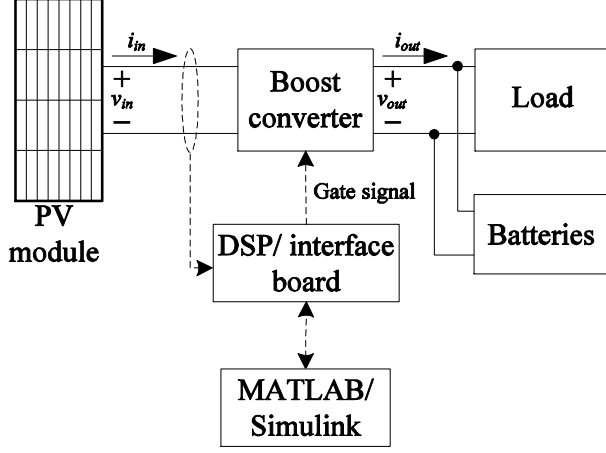 i_in
+
v_in
−
Boost
converter
i_out
+
v_out
−
Load
Gate signal
PV
module
DSP/ interface
board
Batteries
MATLAB/
Simulink